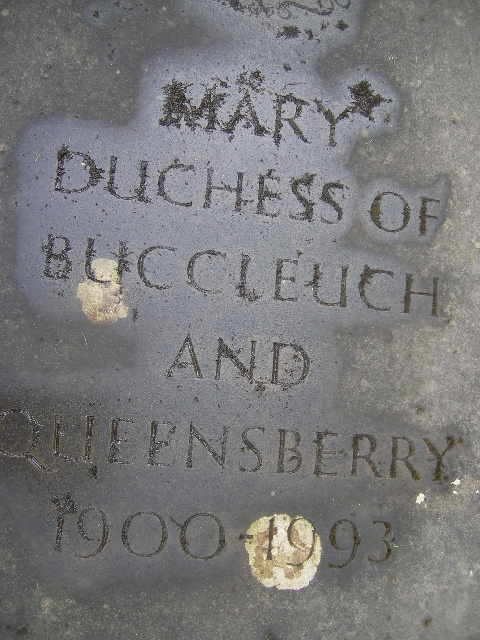 MARY
DUCHESS OF
BUCCLEUCH
AND
QUEENSBERRY
1900-1993